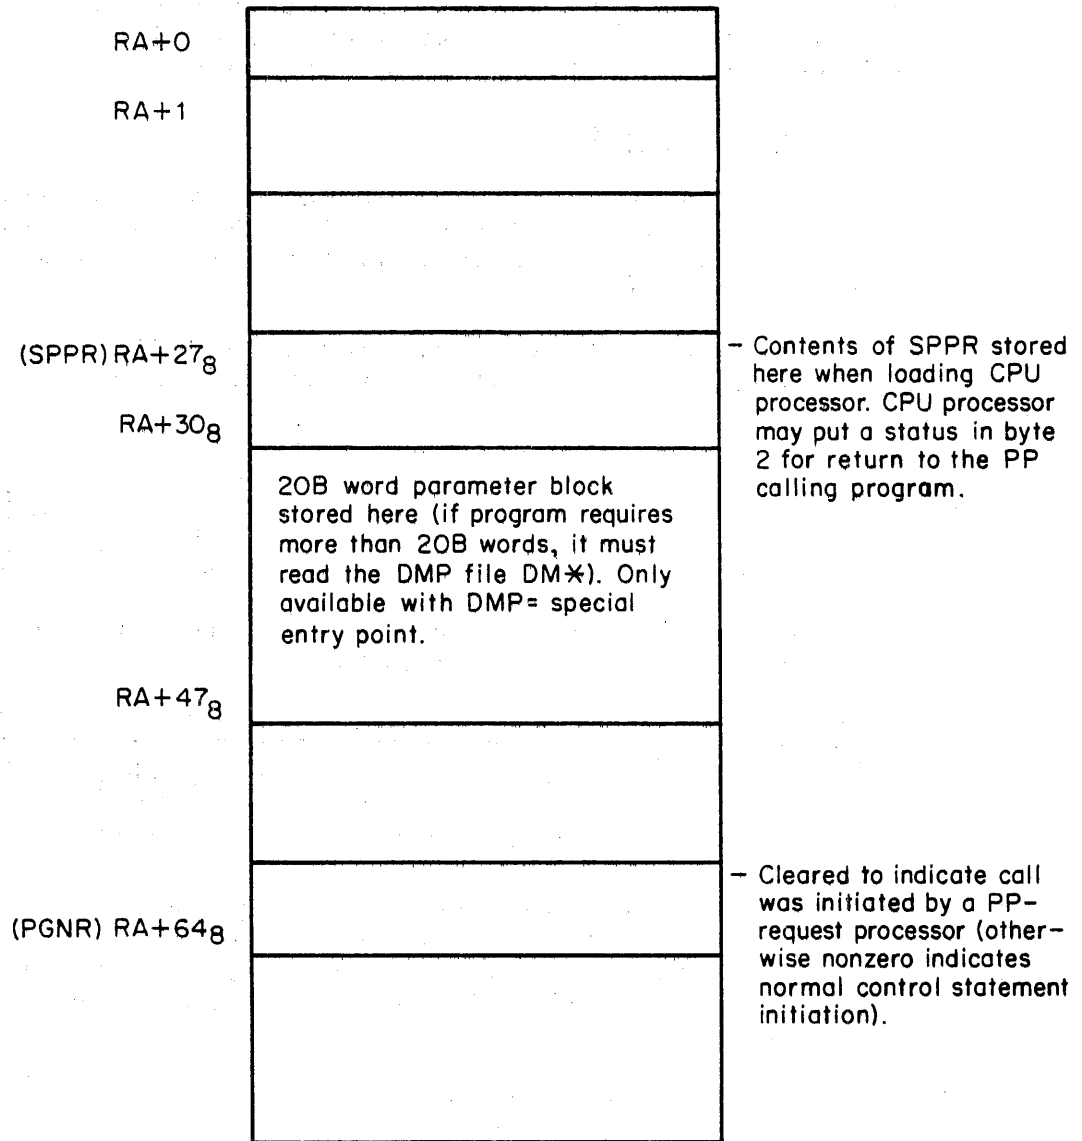 RA+0
RA+1
(SPPR) RA+27₈
– Contents of SPPR stored
here when loading CPU
processor. CPU processor
may put a status in byte
2 for return to the PP
calling program.
RA+30₈
20B word parameter block
stored here (if program requires
more than 20B words, it must
read the DMP file DM*). Only
available with DMP= special
entry point.
RA+47₈
– Cleared to indicate call
was initiated by a PP-
request processor (other-
wise nonzero indicates
normal control statement
initiation).
(PGNR) RA+64₈